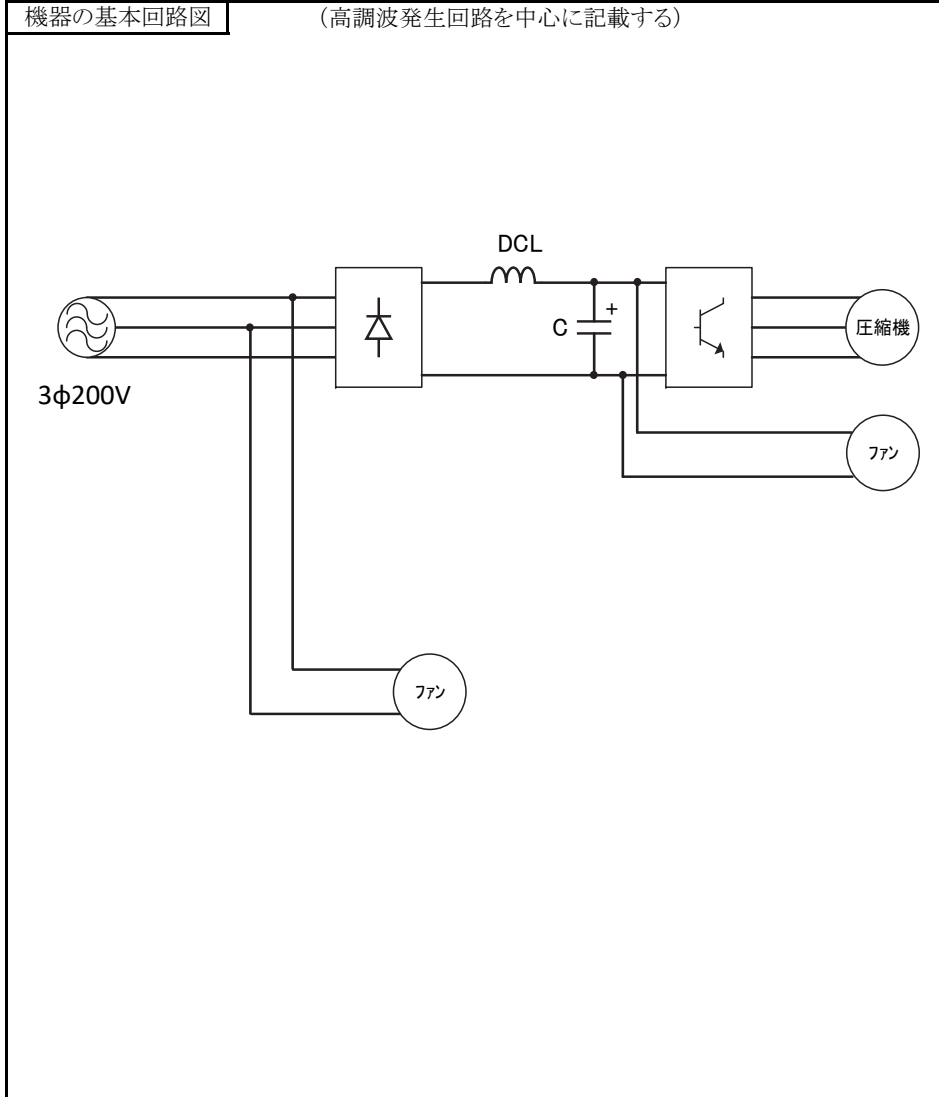 機器の基本回路図
(高調波発生回路を中心に記載する)
DCL
C
+
圧縮機
3φ200V
ファン
ファン